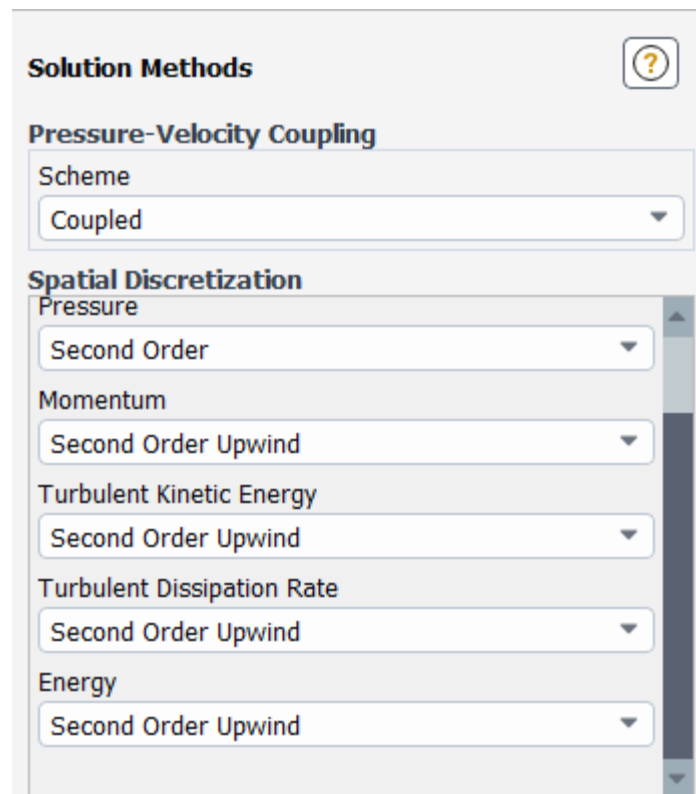 Solution Methods
?
Pressure-Velocity Coupling
Scheme
Coupled
Spatial Discretization
Pressure
Second Order
Momentum
Second Order Upwind
Turbulent Kinetic Energy
Second Order Upwind
Turbulent Dissipation Rate
Second Order Upwind
Energy
Second Order Upwind